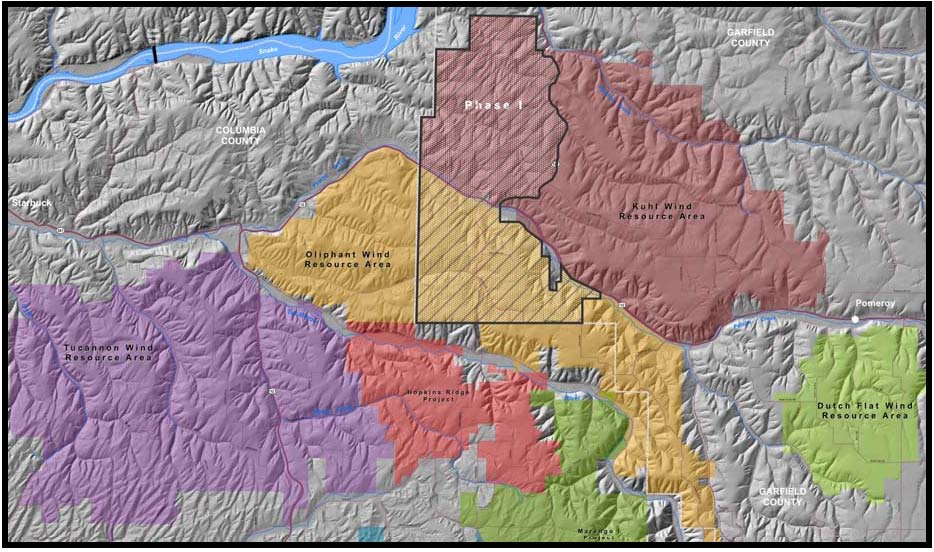 GARFIELD
COUNTY
River
Snake
Phase I
COLUMBIA
COUNTY
Starbuck
Kuhl Wind
Resource Area
Oliphant Wind
Resource Area
Pomeroy
Tucannon Wind
Resource Area
Hopkins Ridge
Project
Dutch Flat Wind
Resource Area
GARFIELD
COUNTY
Marengo I
Project